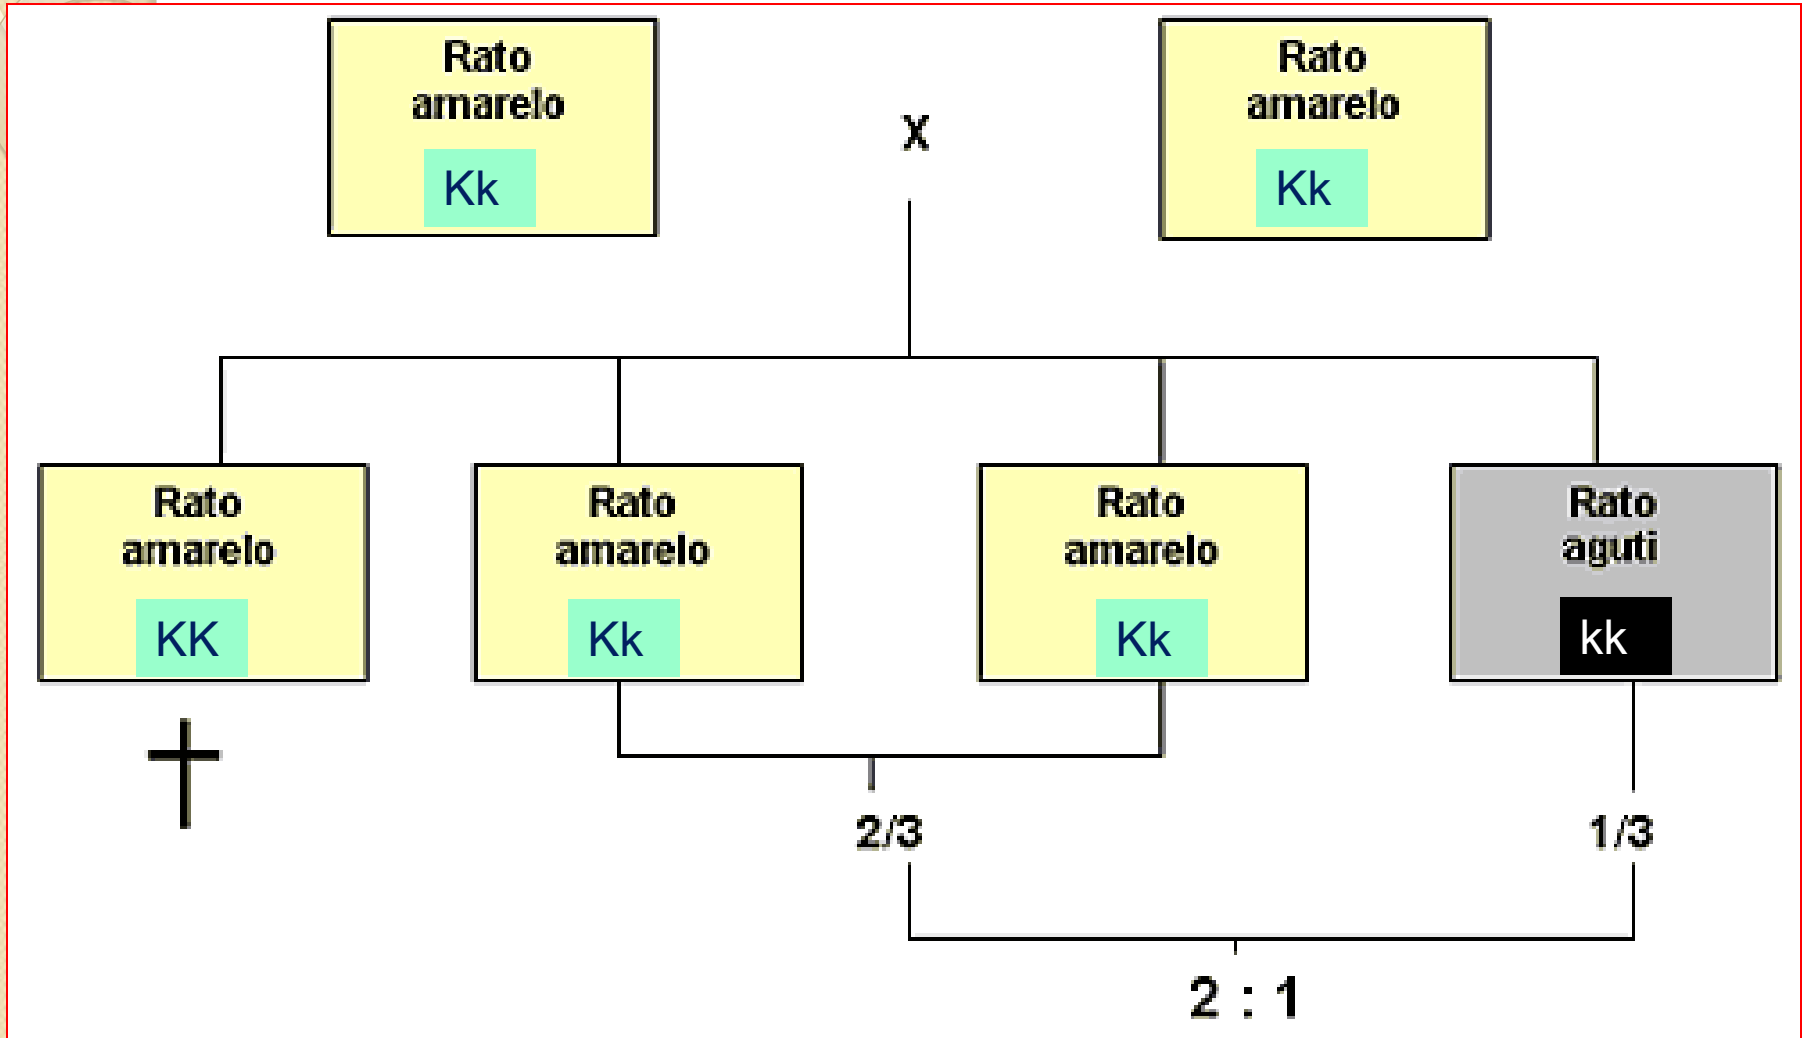 Rato
amarelo
Kk
x
Rato
amarelo
Kk
Rato
amarelo
KK
Rato
amarelo
Kk
Rato
amarelo
Kk
Rato
aguti
kk
2/3
1/3
2 : 1